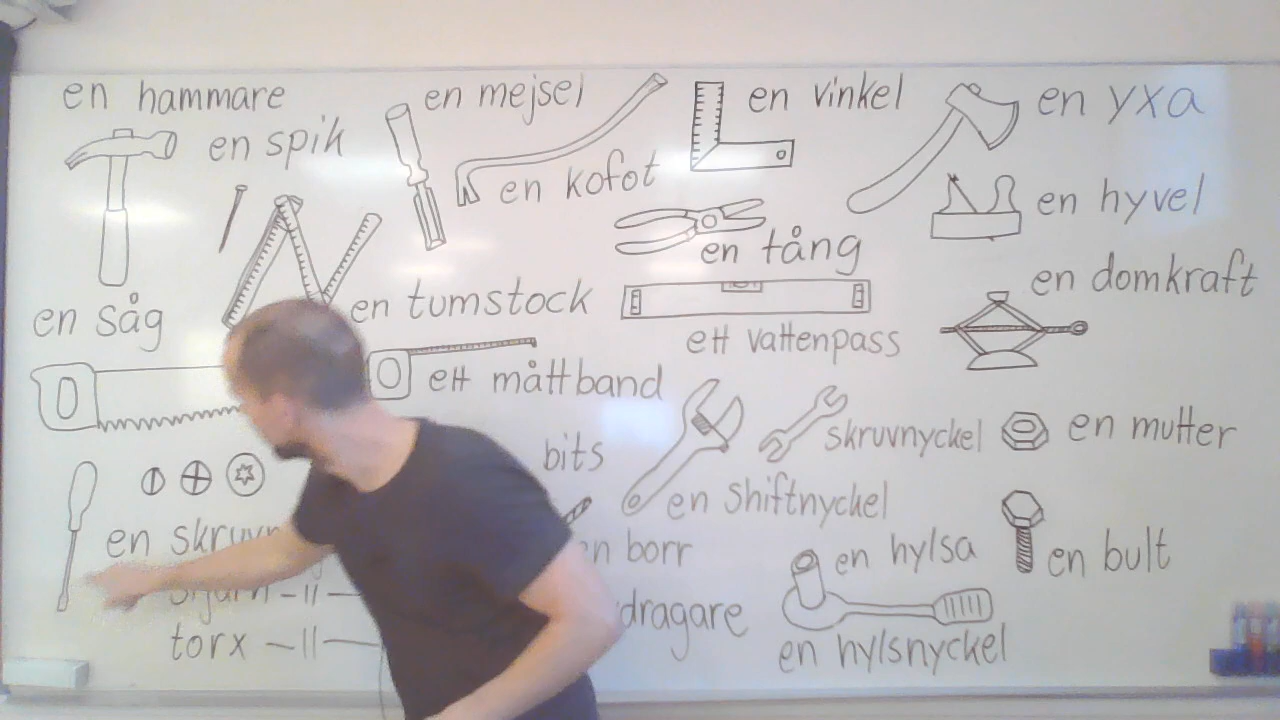 en hammare
en mejsel
en vinkel
en yxa
en spik
en kofot
en hyvel
en tång
en domkraft
en såg
en tumstock
ett vattenpass
ett måttband
skruvnyckel
en mutter
bits
en shiftnyckel
en
en borr
en hylsa
en bult
torx -||-
en hylsnyckel